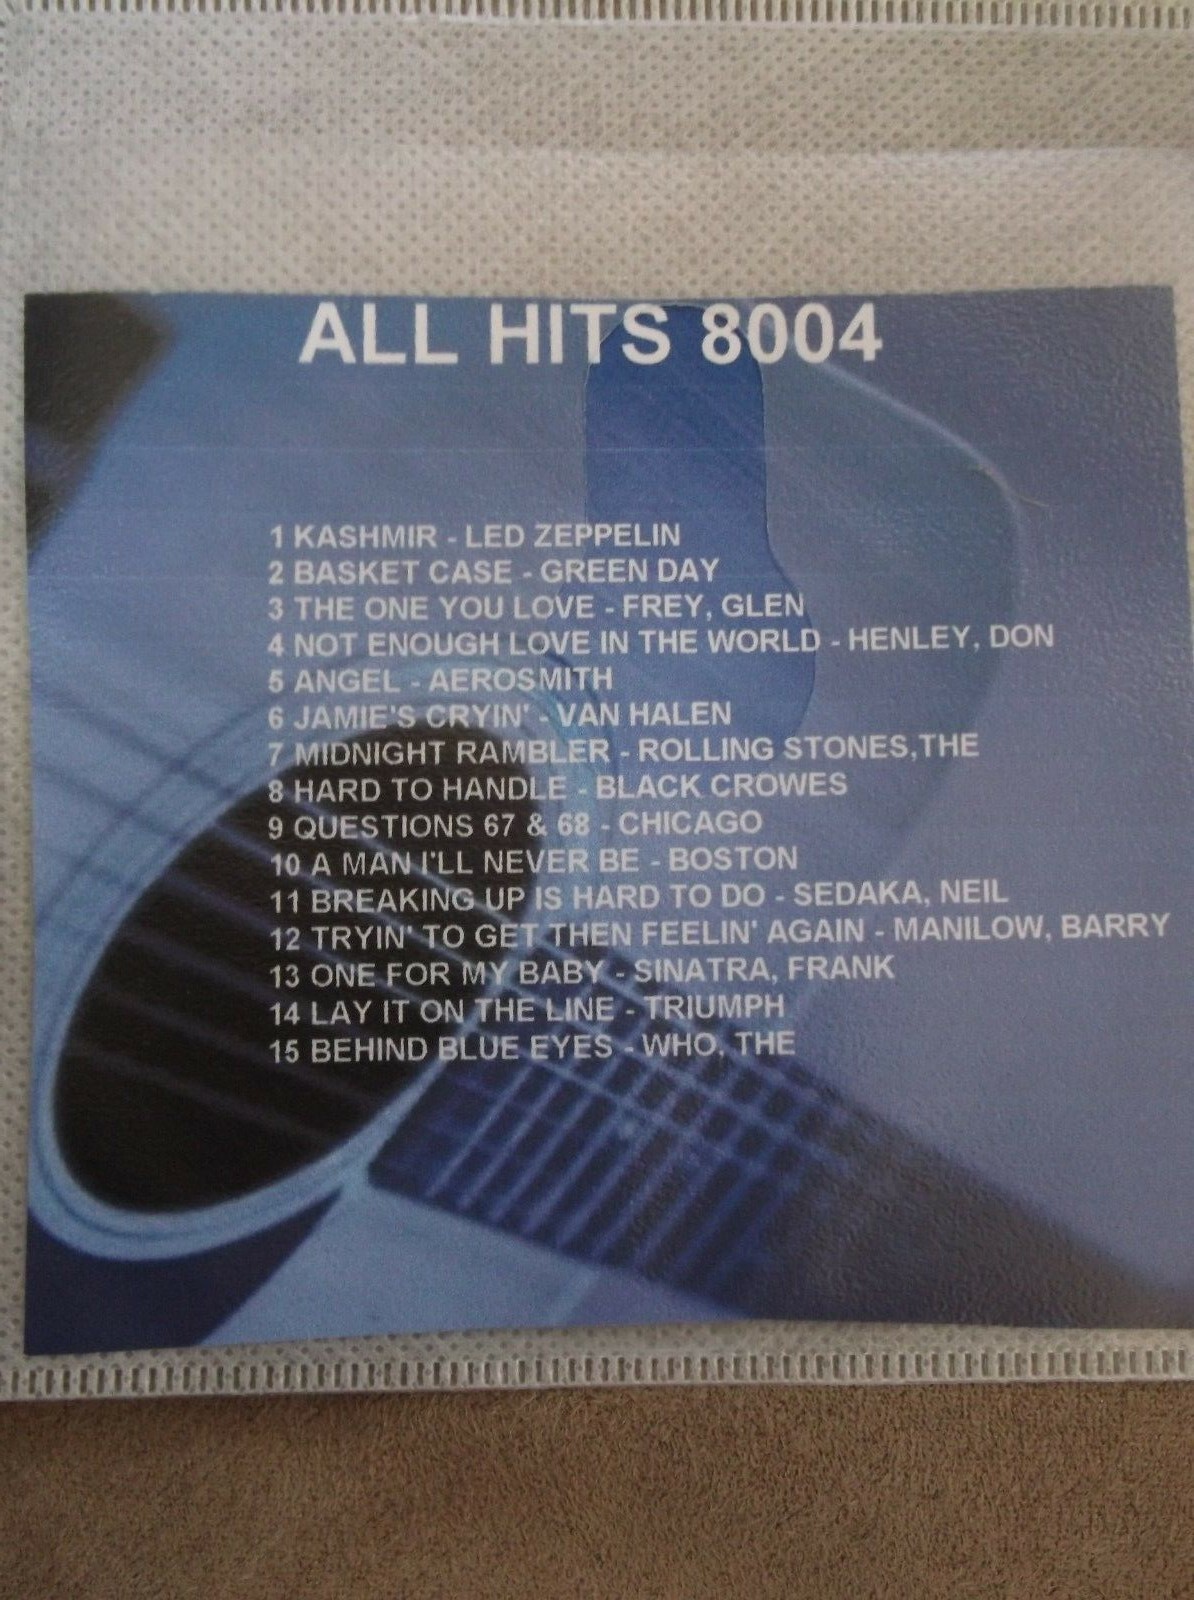 ALL HITS 8004
1 KASHMIR - LED ZEPPELIN
2 BASKET CASE - GREEN DAY
3 THE ONE YOU LOVE - FREY, GLEN
4 NOT ENOUGH LOVE IN THE WORLD - HENLEY, DON
5 ANGEL - AEROSMITH
6 JAMIE'S CRYIN' - VAN HALEN
7 MIDNIGHT RAMBLER - ROLLING STONES,THE
8 HARD TO HANDLE - BLACK CROWES
9 QUESTIONS 67 & 68 - CHICAGO
10 A MAN I'LL NEVER BE - BOSTON
11 BREAKING UP IS HARD TO DO - SEDAKA, NEIL
12 TRYIN' TO GET THEN FEELIN' AGAIN - MANILOW, BARRY
13 ONE FOR MY BABY - SINATRA, FRANK
14 LAY IT ON THE LINE - TRIUMPH
15 BEHIND BLUE EYES - WHO, THE